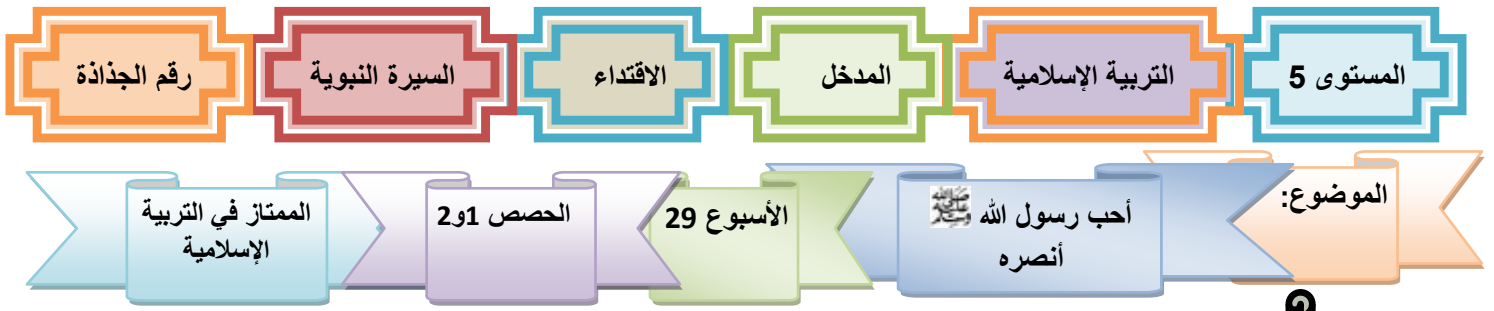 المستوى 5
التربية الإسلامية
المدخل
الاقتداء
السيرة النبوية
رقم الجذاذة
الموضوع:
أحب رسول الله ﷺ
أنصره
الأسبوع 29
الحصص 1و2
الممتاز في التربية
الإسلامية